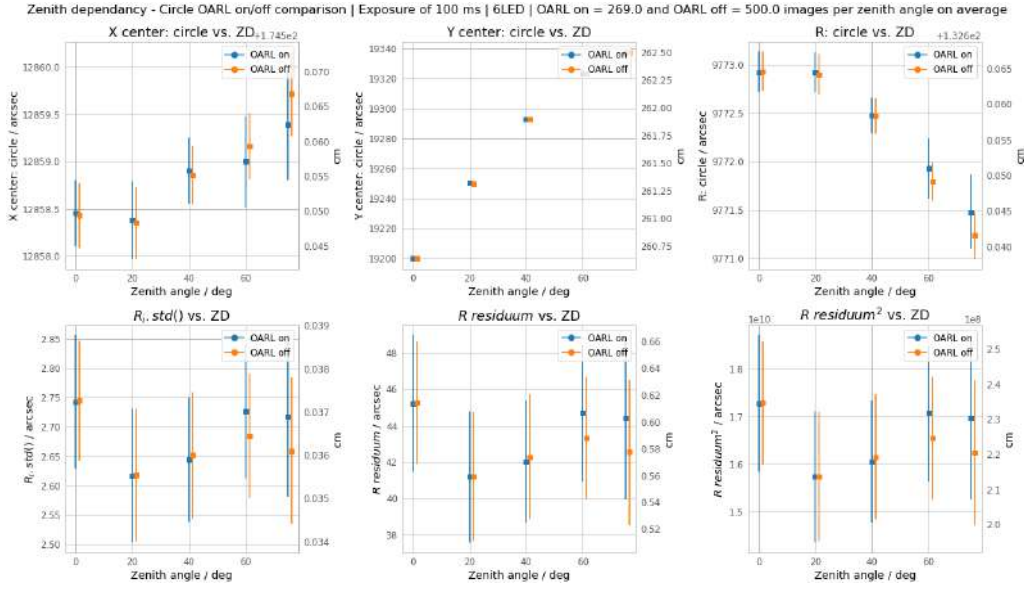 Zenith dependancy - Circle OARL on/off comparison | Exposure of 100 ms | 6LED | OARL on = 269.0 and OARL off = 500.0 images per zenith angle on average
X center: circle vs. ZD
+1.745e2
OARL on
OARL off
12860.0
12859.5
12859.0
12858.5
12858.0
X center: circle / arcsec
0.070
0.065
0.060
0.055
0.050
0.045
cm
0
20
40
60
Zenith angle / deg
Y center: circle vs. ZD
OARL on
OARL off
19340
19320
19300
19280
19260
19240
19220
19200
Y center: circle / arcsec
262.50
262.25
262.00
261.75
261.50
261.25
261.00
260.75
cm
0
20
40
60
Zenith angle / deg
R: circle vs. ZD
+1.326e2
OARL on
OARL off
9773.0
9772.5
9772.0
9771.5
9771.0
R: circle / arcsec
0.065
0.060
0.055
0.050
0.045
0.040
cm
0
20
40
60
Zenith angle / deg
Ri.std() vs. ZD
OARL on
OARL off
2.85
2.80
2.75
2.70
2.65
2.60
2.55
2.50
Ri.std() / arcsec
0.039
0.038
0.037
0.036
0.035
0.034
cm
0
20
40
60
Zenith angle / deg
R residuum vs. ZD
OARL on
OARL off
48
46
44
42
40
38
R residuum / arcsec
0.66
0.64
0.62
0.60
0.58
0.56
0.54
0.52
cm
0
20
40
60
Zenith angle / deg
R residuum² vs. ZD
1e10
1e8
OARL on
OARL off
1.8
1.7
1.6
1.5
R residuum² / arcsec
2.5
2.4
2.3
2.2
2.1
2.0
cm
0
20
40
60
Zenith angle / deg